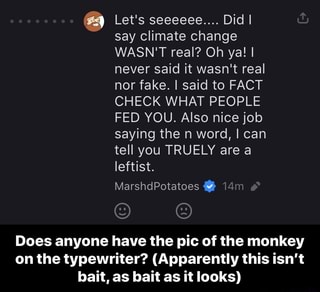 Let's seeeeee.... Did I
say climate change
WASN'T real? Oh ya! I
never said it wasn't real
nor fake. I said to FACT
CHECK WHAT PEOPLE
FED YOU. Also nice job
saying the n word, I can
tell you TRUELY are a
leftist.
MarshdPotatoes 14m
Does anyone have the pic of the monkey
on the typewriter? (Apparently this isn't
bait, as bait as it looks)